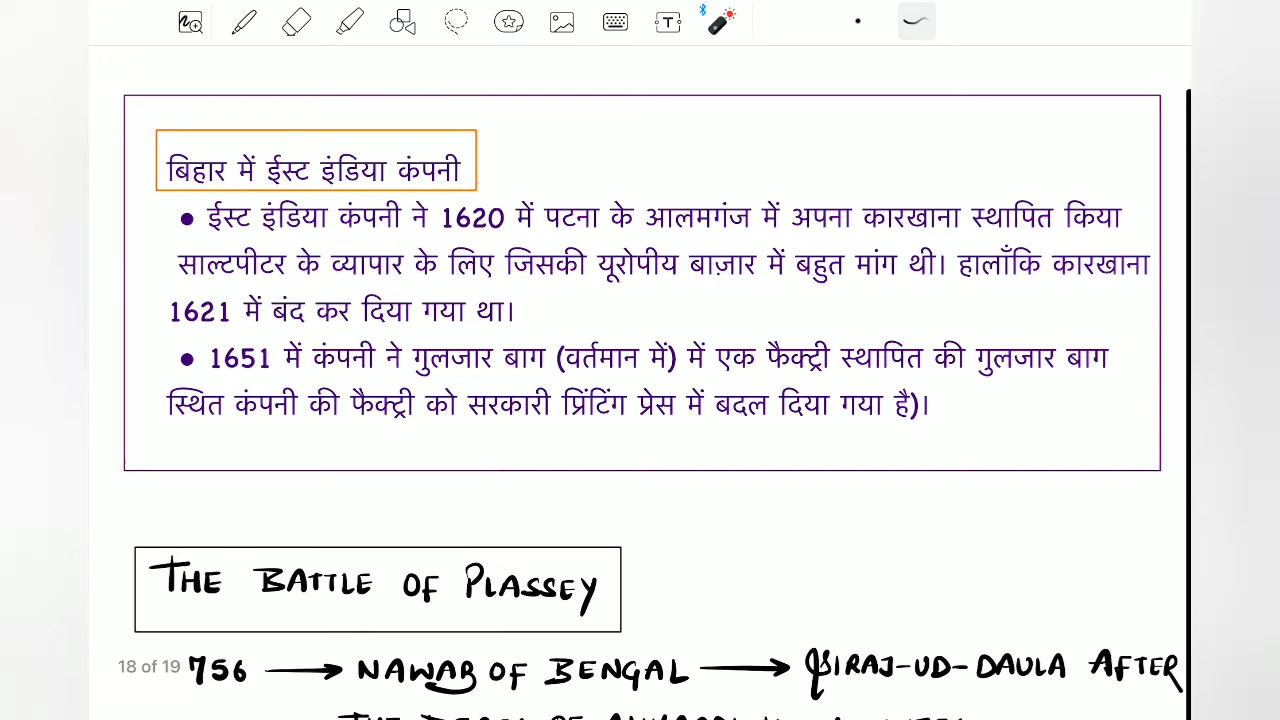 बिहार में ईस्ट इंडिया कंपनी
● ईस्ट इंडिया कंपनी ने 1620 में पटना के आलमगंज में अपना कारखाना स्थापित किया
साल्टपीटर के व्यापार के लिए जिसकी यूरोपीय बाज़ार में बहुत मांग थी। हालाँकि कारखाना
1621 में बंद कर दिया गया था।
● 1651 में कंपनी ने गुलजार बाग (वर्तमान में) में एक फैक्ट्री स्थापित की गुलजार बाग
स्थित कंपनी की फैक्ट्री को सरकारी प्रिंटिंग प्रेस में बदल दिया गया है)।
THE BATTLE OF PLASSEY
18 of 19 756 → NAWAB OF BENGAL → SIRAJ-UD-DAULA AFTER